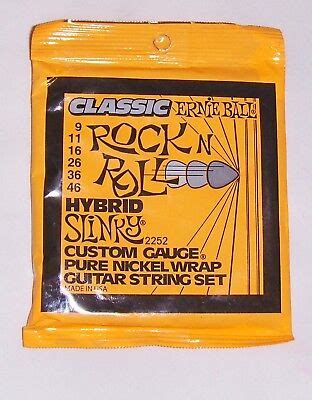 CLASSIC ERNIE BALL
9
11
16
26
36
46
ROCK N
ROLL
HYBRID
SLINKY®
2252
CUSTOM GAUGE®
PURE NICKEL WRAP
GUITAR STRING SET
MADE IN USA